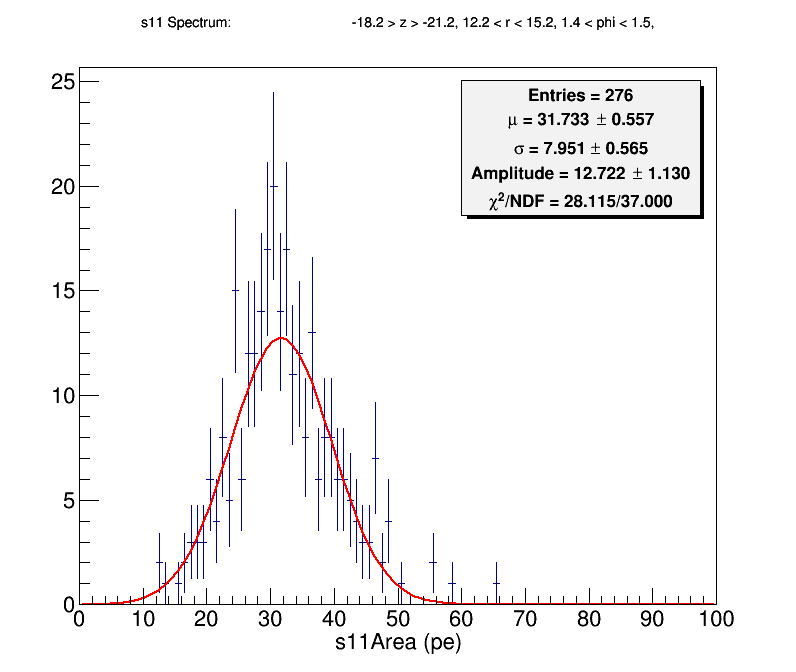 s11 Spectrum: -18.2 > z > -21.2, 12.2 < r < 15.2, 1.4 < phi < 1.5,
Entries = 276
μ = 31.733 ± 0.557
σ = 7.951 ± 0.565
Amplitude = 12.722 ± 1.130
χ²/NDF = 28.115/37.000
25
20
15
10
5
0
0 10 20 30 40 50 60 70 80 90 100
s11Area (pe)